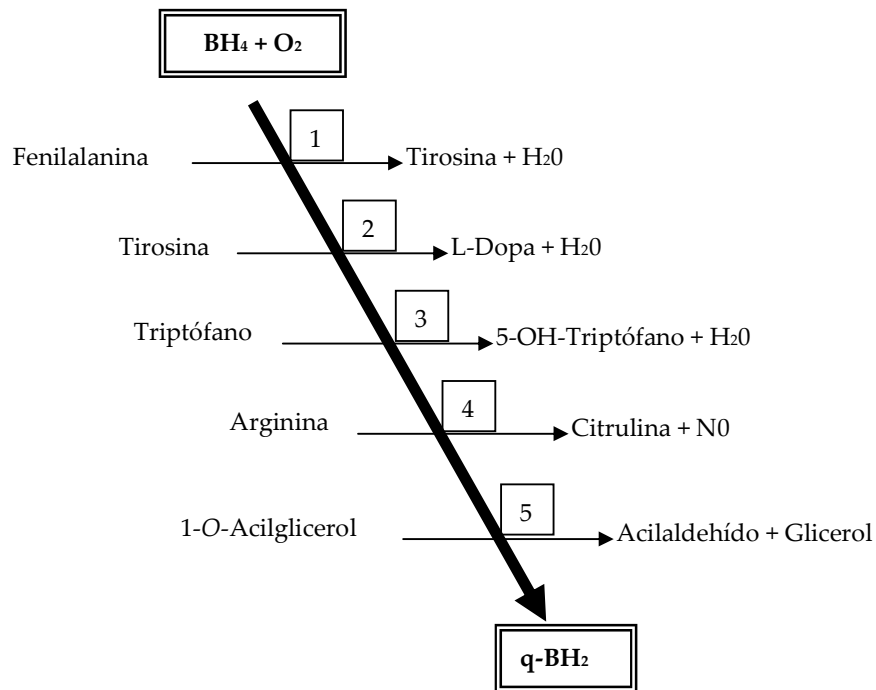 BH₄ + O₂
1
Fenilalanina Tirosina + H₂0
2
Tirosina L-Dopa + H₂0
3
Triptófano 5-OH-Triptófano + H₂0
4
Arginina Citrulina + N0
5
1-O-Acilglicerol Acilaldehído + Glicerol
q-BH₂